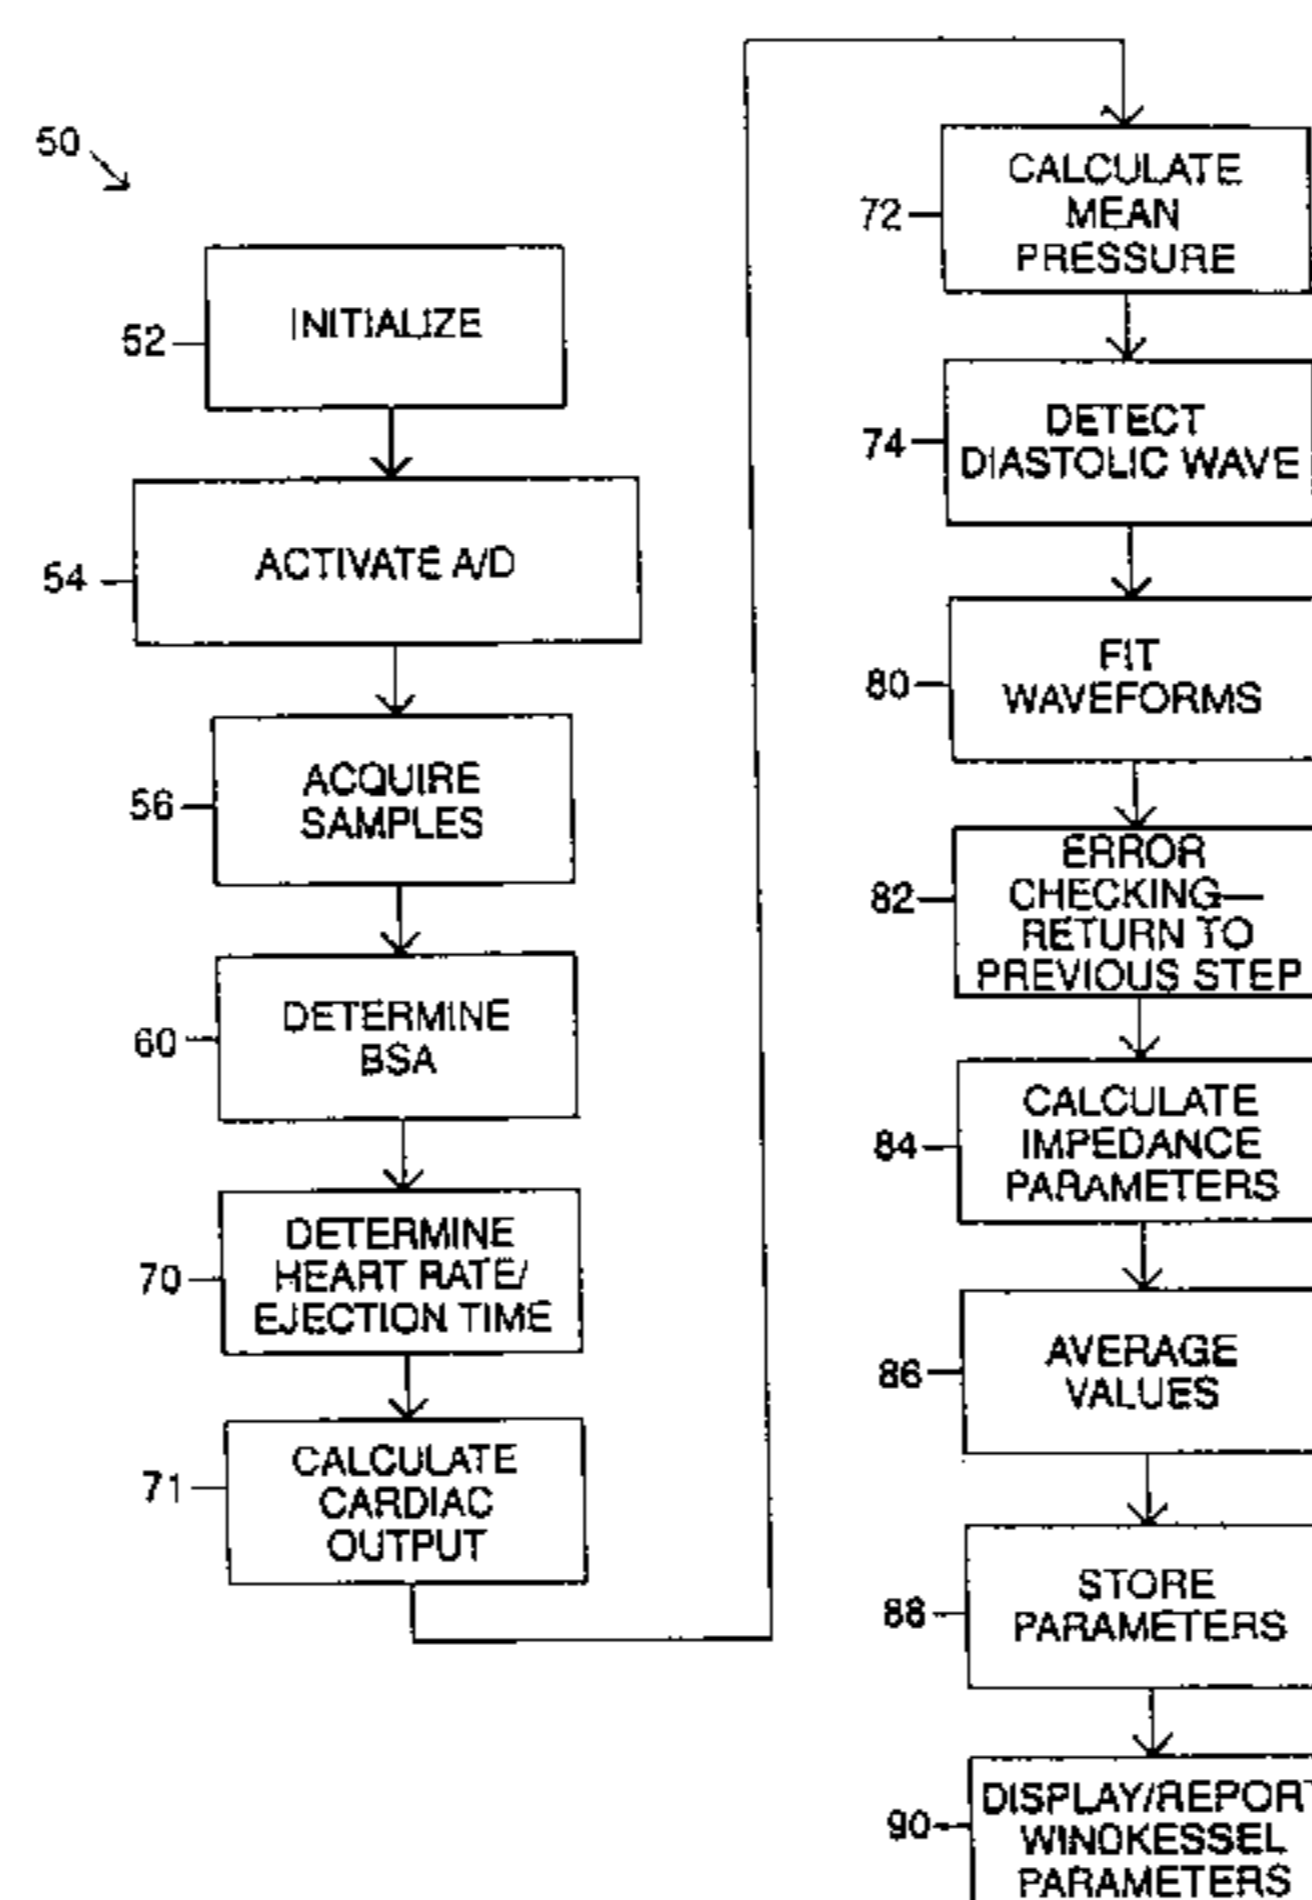 50
52
INITIALIZE
54
ACTIVATE A/D
56
ACQUIRE
SAMPLES
60
DETERMINE
BSA
70
DETERMINE
HEART RATE/
EJECTION TIME
71
CALCULATE
CARDIAC
OUTPUT
72
CALCULATE
MEAN
PRESSURE
74
DETECT
DIASTOLIC WAVE
80
FIT
WAVEFORMS
82
ERROR
CHECKING—
RETURN TO
PREVIOUS STEP
84
CALCULATE
IMPEDANCE
PARAMETERS
86
AVERAGE
VALUES
88
STORE
PARAMETERS
90
DISPLAY/REPORT
WINDKESSEL
PARAMETERS